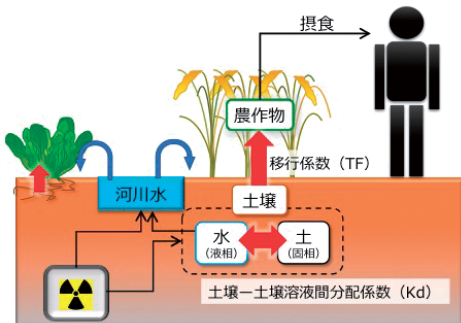 摂食
農作物
移行係数（TF）
河川水
土壌
水
（液相）
土
（固相）
土壌ー土壌溶液間分配係数（Kd）